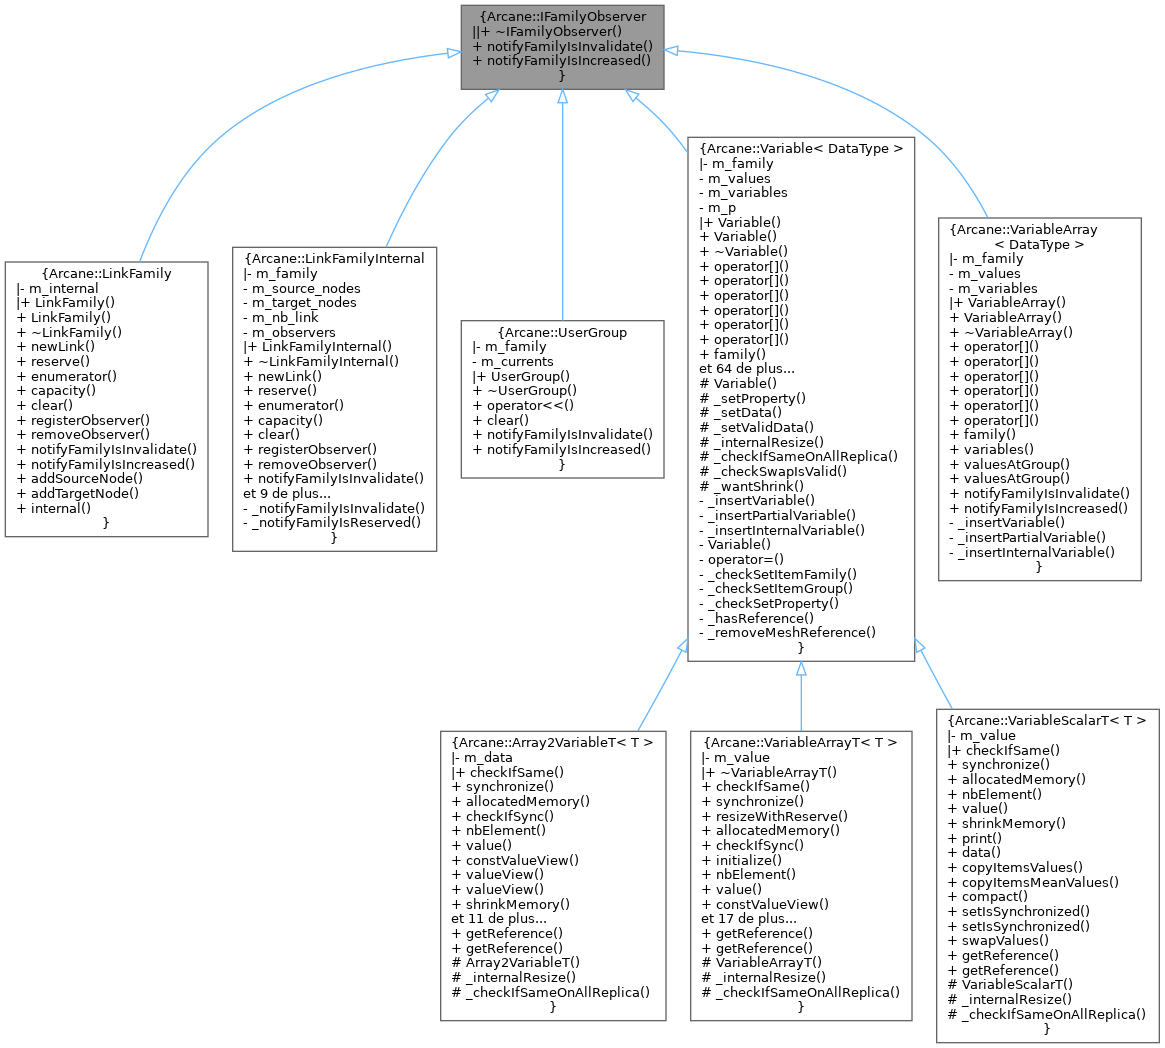 {Arcane::IFamilyObserver
||+ ~IFamilyObserver()
+ notifyFamilyIsInvalidate()
+ notifyFamilyIsIncreased()
}
{Arcane::LinkFamily
|- m_internal
|+ LinkFamily()
+ LinkFamily()
+ ~LinkFamily()
+ newLink()
+ reserve()
+ enumerator()
+ capacity()
+ clear()
+ registerObserver()
+ removeObserver()
+ notifyFamilyIsInvalidate()
+ notifyFamilyIsIncreased()
+ addSourceNode()
+ addTargetNode()
+ internal()
}
{Arcane::LinkFamilyInternal
|- m_family
- m_source_nodes
- m_target_nodes
- m_nb_link
- m_observers
|+ LinkFamilyInternal()
+ ~LinkFamilyInternal()
+ newLink()
+ reserve()
+ enumerator()
+ capacity()
+ clear()
+ registerObserver()
+ removeObserver()
+ notifyFamilyIsInvalidate()
et 9 de plus...
- _notifyFamilyIsInvalidate()
- _notifyFamilyIsReserved()
}
{Arcane::UserGroup
|- m_family
- m_currents
|+ UserGroup()
+ ~UserGroup()
+ operator<<()
+ clear()
+ notifyFamilyIsInvalidate()
+ notifyFamilyIsIncreased()
}
{Arcane::Variable< DataType >
|- m_family
- m_values
- m_variables
- m_p
|+ Variable()
+ Variable()
+ ~Variable()
+ operator[]()
+ operator[]()
+ operator[]()
+ operator[]()
+ operator[]()
+ operator[]()
+ family()
et 64 de plus...
# Variable()
# _setProperty()
# _setData()
# _setValidData()
# _internalResize()
# _checkIfSameOnAllReplica()
# _checkSwapIsValid()
# _wantShrink()
- _insertVariable()
- _insertPartialVariable()
- _insertInternalVariable()
- Variable()
- operator=()
- _checkSetItemFamily()
- _checkSetItemGroup()
- _checkSetProperty()
- _hasReference()
- _removeMeshReference()
}
{Arcane::VariableArray
< DataType >
|- m_family
- m_values
- m_variables
|+ VariableArray()
+ VariableArray()
+ ~VariableArray()
+ operator[]()
+ operator[]()
+ operator[]()
+ operator[]()
+ operator[]()
+ operator[]()
+ family()
+ variables()
+ valuesAtGroup()
+ valuesAtGroup()
+ notifyFamilyIsInvalidate()
+ notifyFamilyIsIncreased()
- _insertVariable()
- _insertPartialVariable()
- _insertInternalVariable()
}
{Arcane::Array2VariableT< T >
|- m_data
|+ checkIfSame()
+ synchronize()
+ allocatedMemory()
+ checkIfSync()
+ nbElement()
+ value()
+ constValueView()
+ valueView()
+ valueView()
+ shrinkMemory()
et 11 de plus...
+ getReference()
+ getReference()
# Array2VariableT()
# _internalResize()
# _checkIfSameOnAllReplica()
}
{Arcane::VariableArrayT< T >
|- m_value
|+ ~VariableArrayT()
+ checkIfSame()
+ synchronize()
+ resizeWithReserve()
+ allocatedMemory()
+ checkIfSync()
+ initialize()
+ nbElement()
+ value()
+ constValueView()
et 17 de plus...
+ getReference()
+ getReference()
# VariableArrayT()
# _internalResize()
# _checkIfSameOnAllReplica()
}
{Arcane::VariableScalarT< T >
|- m_value
|+ checkIfSame()
+ synchronize()
+ allocatedMemory()
+ nbElement()
+ value()
+ shrinkMemory()
+ print()
+ data()
+ copyItemsValues()
+ copyItemsMeanValues()
+ compact()
+ setIsSynchronized()
+ setIsSynchronized()
+ swapValues()
+ getReference()
+ getReference()
# VariableScalarT()
# _internalResize()
# _checkIfSameOnAllReplica()
}